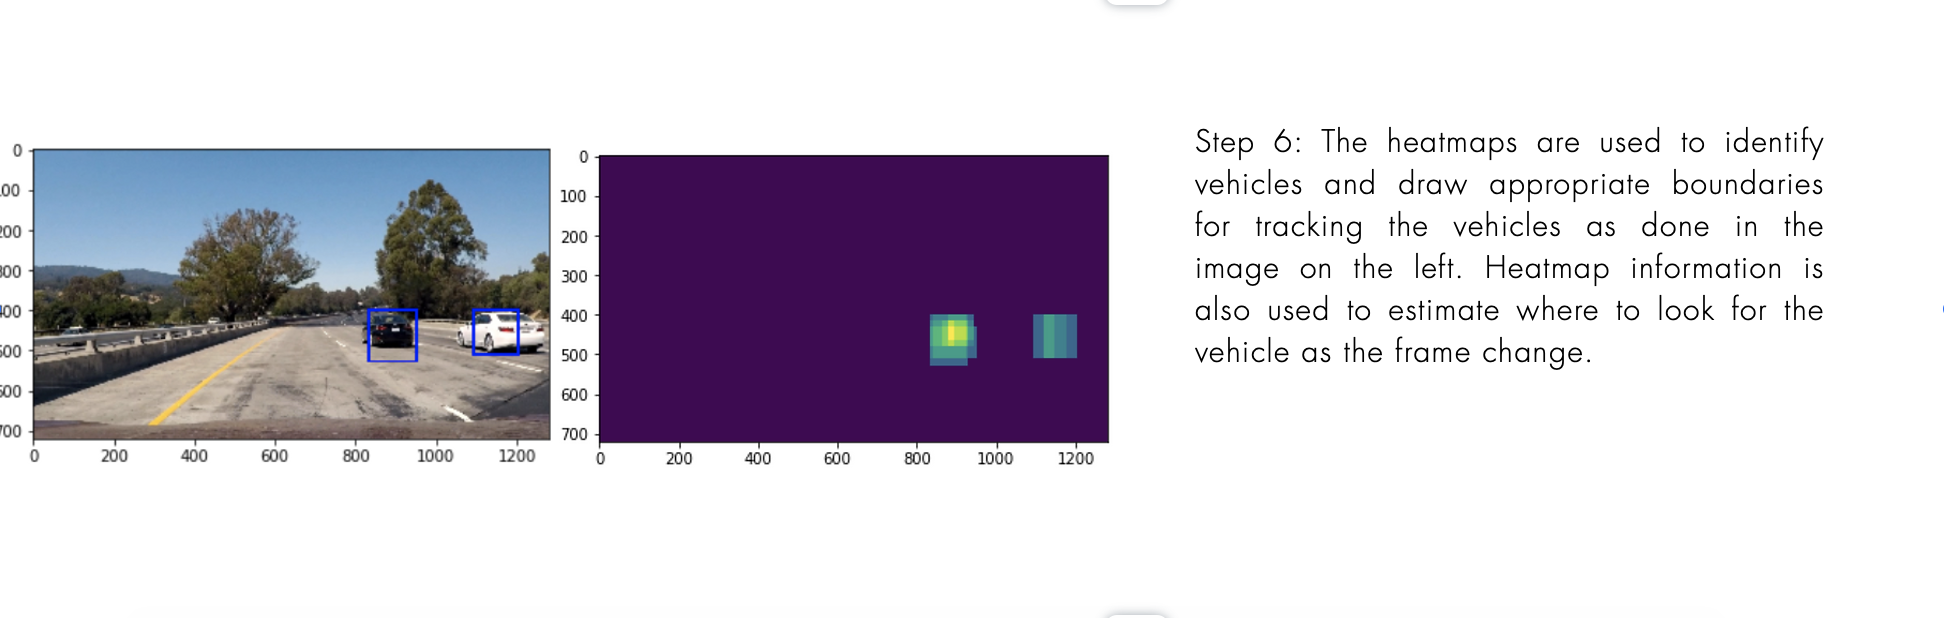 0
100
200
300
400
500
600
700
0 200 400 600 800 1000 1200
0
100
200
300
400
500
600
700
0 200 400 600 800 1000 1200
Step 6: The heatmaps are used to identify
vehicles and draw appropriate boundaries
for tracking the vehicles as done in the
image on the left. Heatmap information is
also used to estimate where to look for the
vehicle as the frame change.